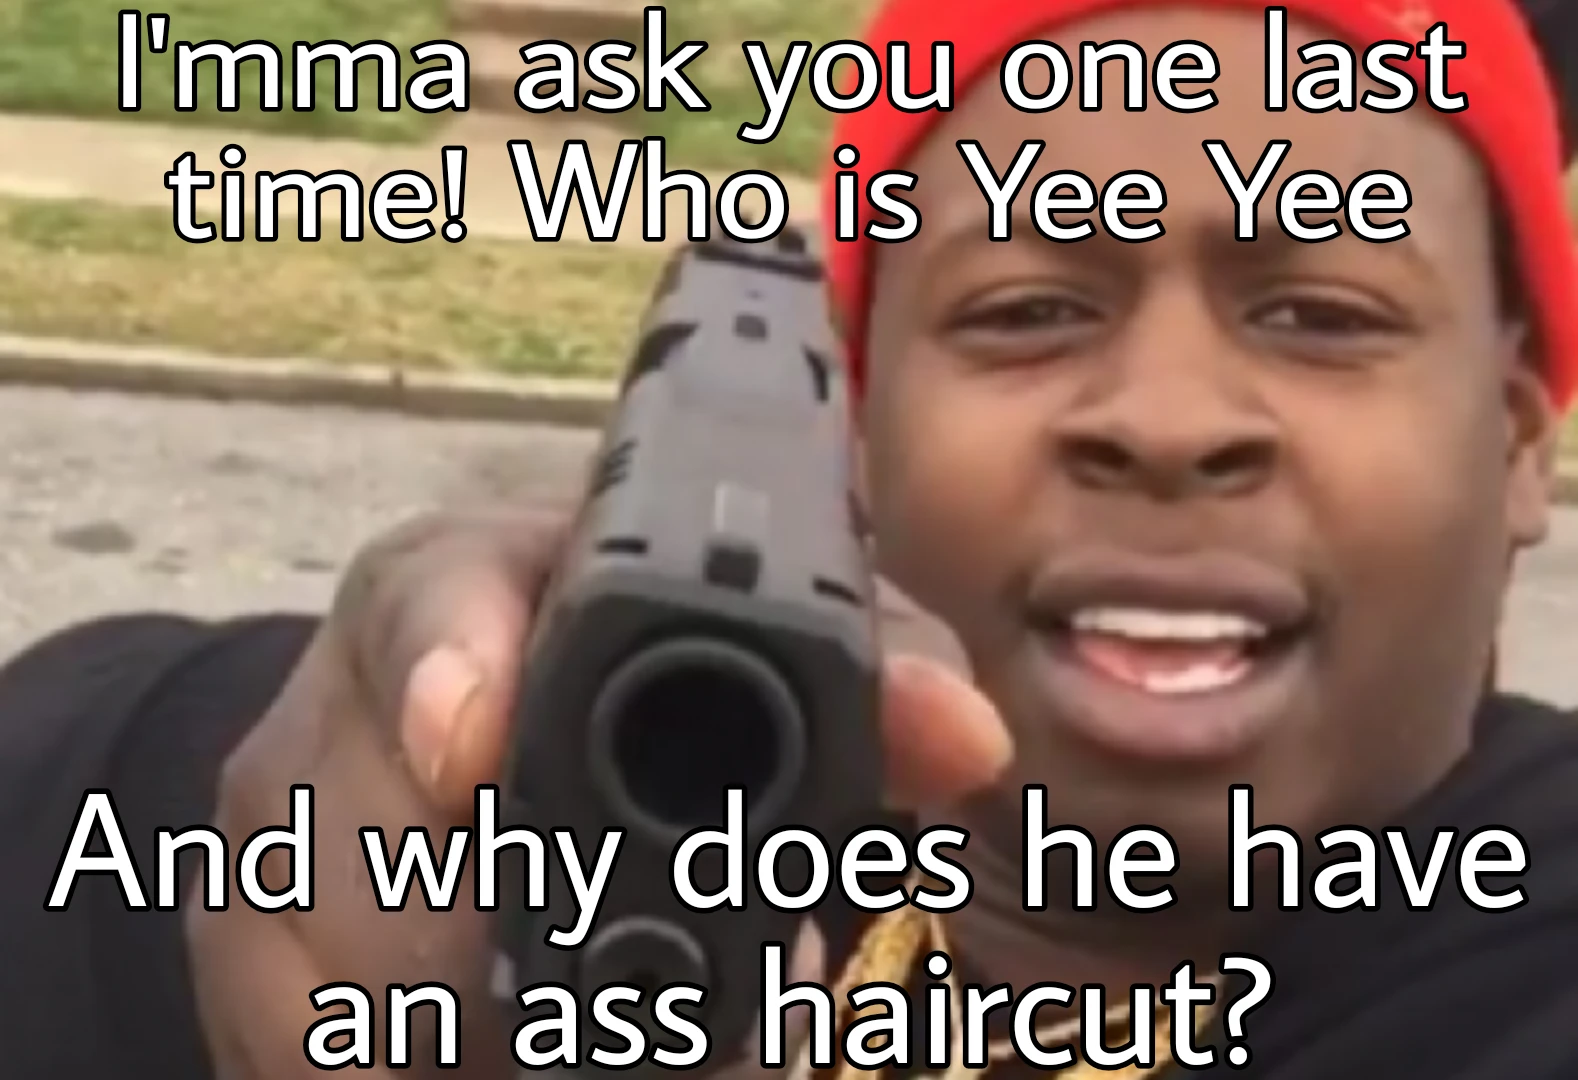 I'mma ask you one last
time! Who is Yee Yee
And why does he have
an ass haircut?